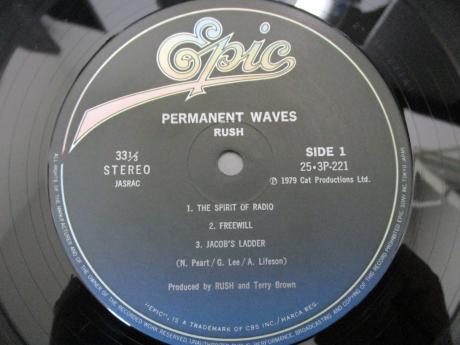 Epic
PERMANENT WAVES
RUSH
33⅓
STEREO
JASRAC
SIDE 1
25・3P-221
Ⓟ 1979 Cat Productions Ltd.
1. THE SPIRIT OF RADIO
2. FREEWILL
3. JACOB'S LADDER
(N. Peart/G. Lee/A. Lifeson)
Produced by RUSH and Terry Brown
"EPIC", IS A TRADEMARK OF CBS INC./MARCA REG.